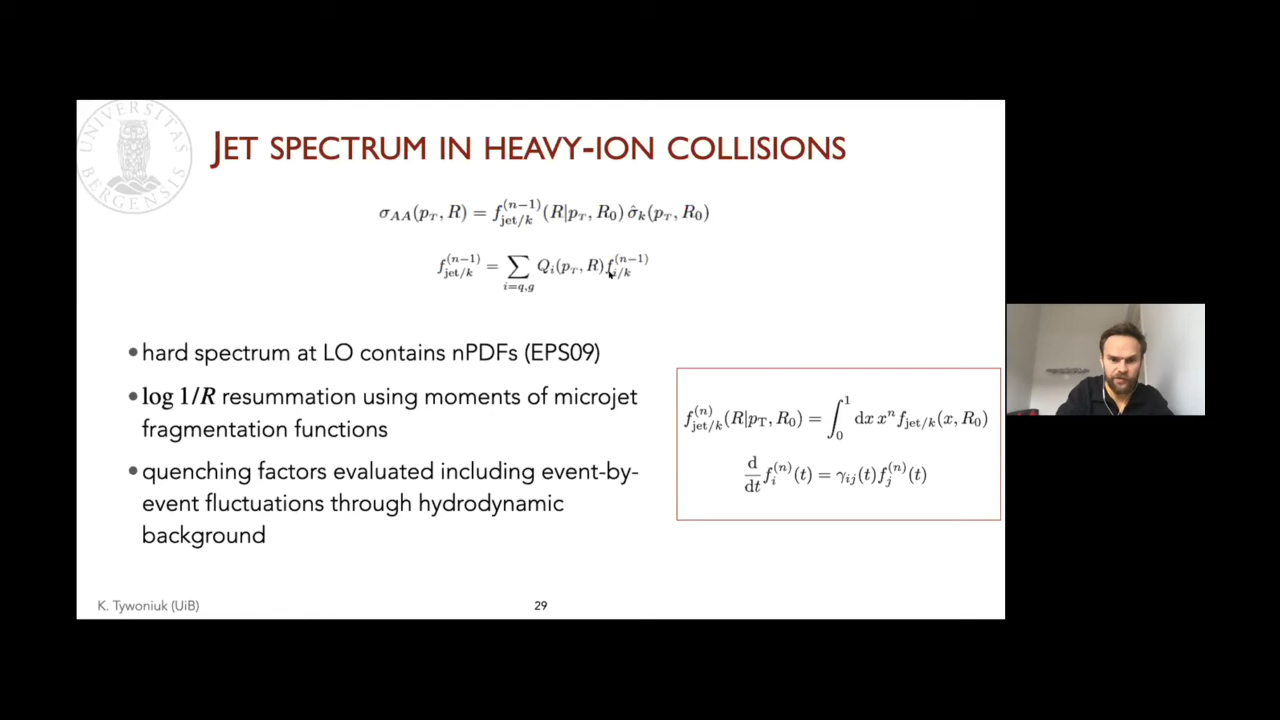 UNIVERSITAS
BERGENSIS
JET SPECTRUM IN HEAVY-ION COLLISIONS
σ_{AA}(p_T, R) = f^{(n−1)}_{jet/k}(R|p_T, R_0) σ̂_k(p_T, R_0)
f^{(n−1)}_{jet/k} = ∑_{i=q,g} Q_i(p_T, R) f^{(n−1)}_{i/k}
• hard spectrum at LO contains nPDFs (EPS09)
• log 1/R resummation using moments of microjet
fragmentation functions
• quenching factors evaluated including event-by-
event fluctuations through hydrodynamic
background
f^{(n)}_{jet/k}(R|p_T, R_0) = ∫_0^1 dx x^n f_{jet/k}(x, R_0)
d/dt f^{(n)}_i(t) = γ_{ij}(t) f^{(n)}_j(t)
K. Tywoniuk (UiB)
29